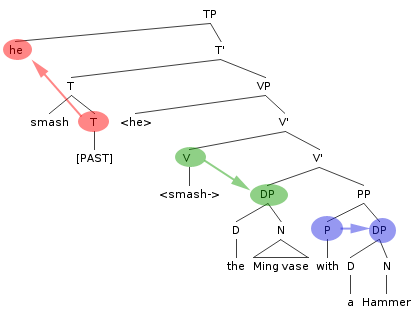 TP
he T'
T VP
smash T <he> V'
[PAST] V V'
<smash-> DP PP
D N P DP
the Ming vase with D N
a Hammer